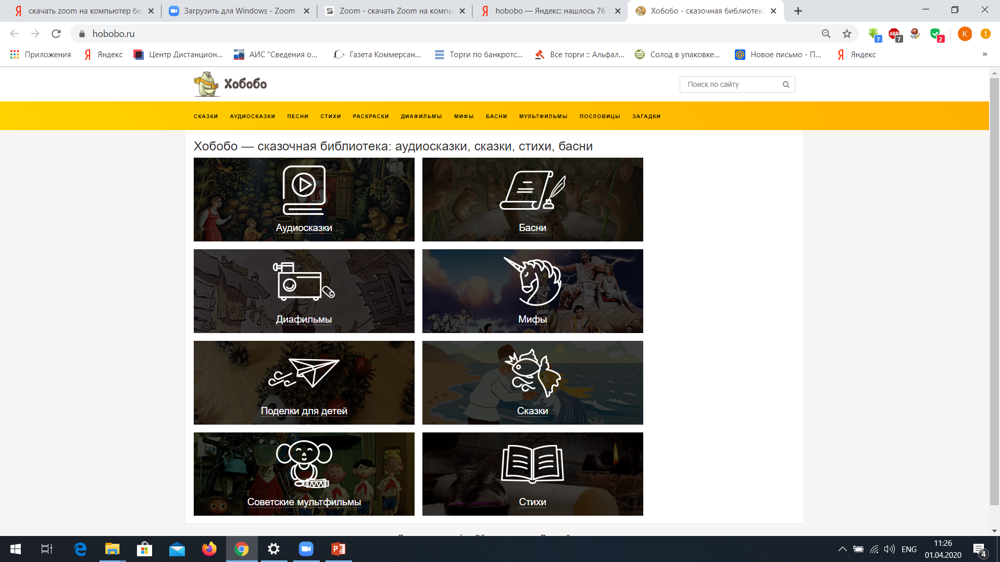 скачать zoom на компьютер бе
Загрузить для Windows - Zoom
Zoom - скачать Zoom на компь
hobobo — Яндекс: нашлось 76 т
Хобобо - сказочная библиотека
hobobo.ru
ABP
7
?
2
K
Приложения
Яндекс
Центр Дистанцион...
АИС "Сведения о...
Газета Коммерсан...
Торги по банкротс...
Все торги :: Альфал...
Солод в упаковке...
Новое письмо - П...
Яндекс
»
Хобобо
Поиск по сайту
СКАЗКИ АУДИОСКАЗКИ ПЕСНИ СТИХИ РАСКРАСКИ ДИАФИЛЬМЫ МИФЫ БАСНИ МУЛЬТФИЛЬМЫ ПОСЛОВИЦЫ ЗАГАДКИ
Хобобо — сказочная библиотека: аудиосказки, сказки, стихи, басни
Аудиосказки
Басни
Диафильмы
Мифы
Поделки для детей
Сказки
Советские мультфильмы
Стихи
ENG
11:26
01.04.2020
4